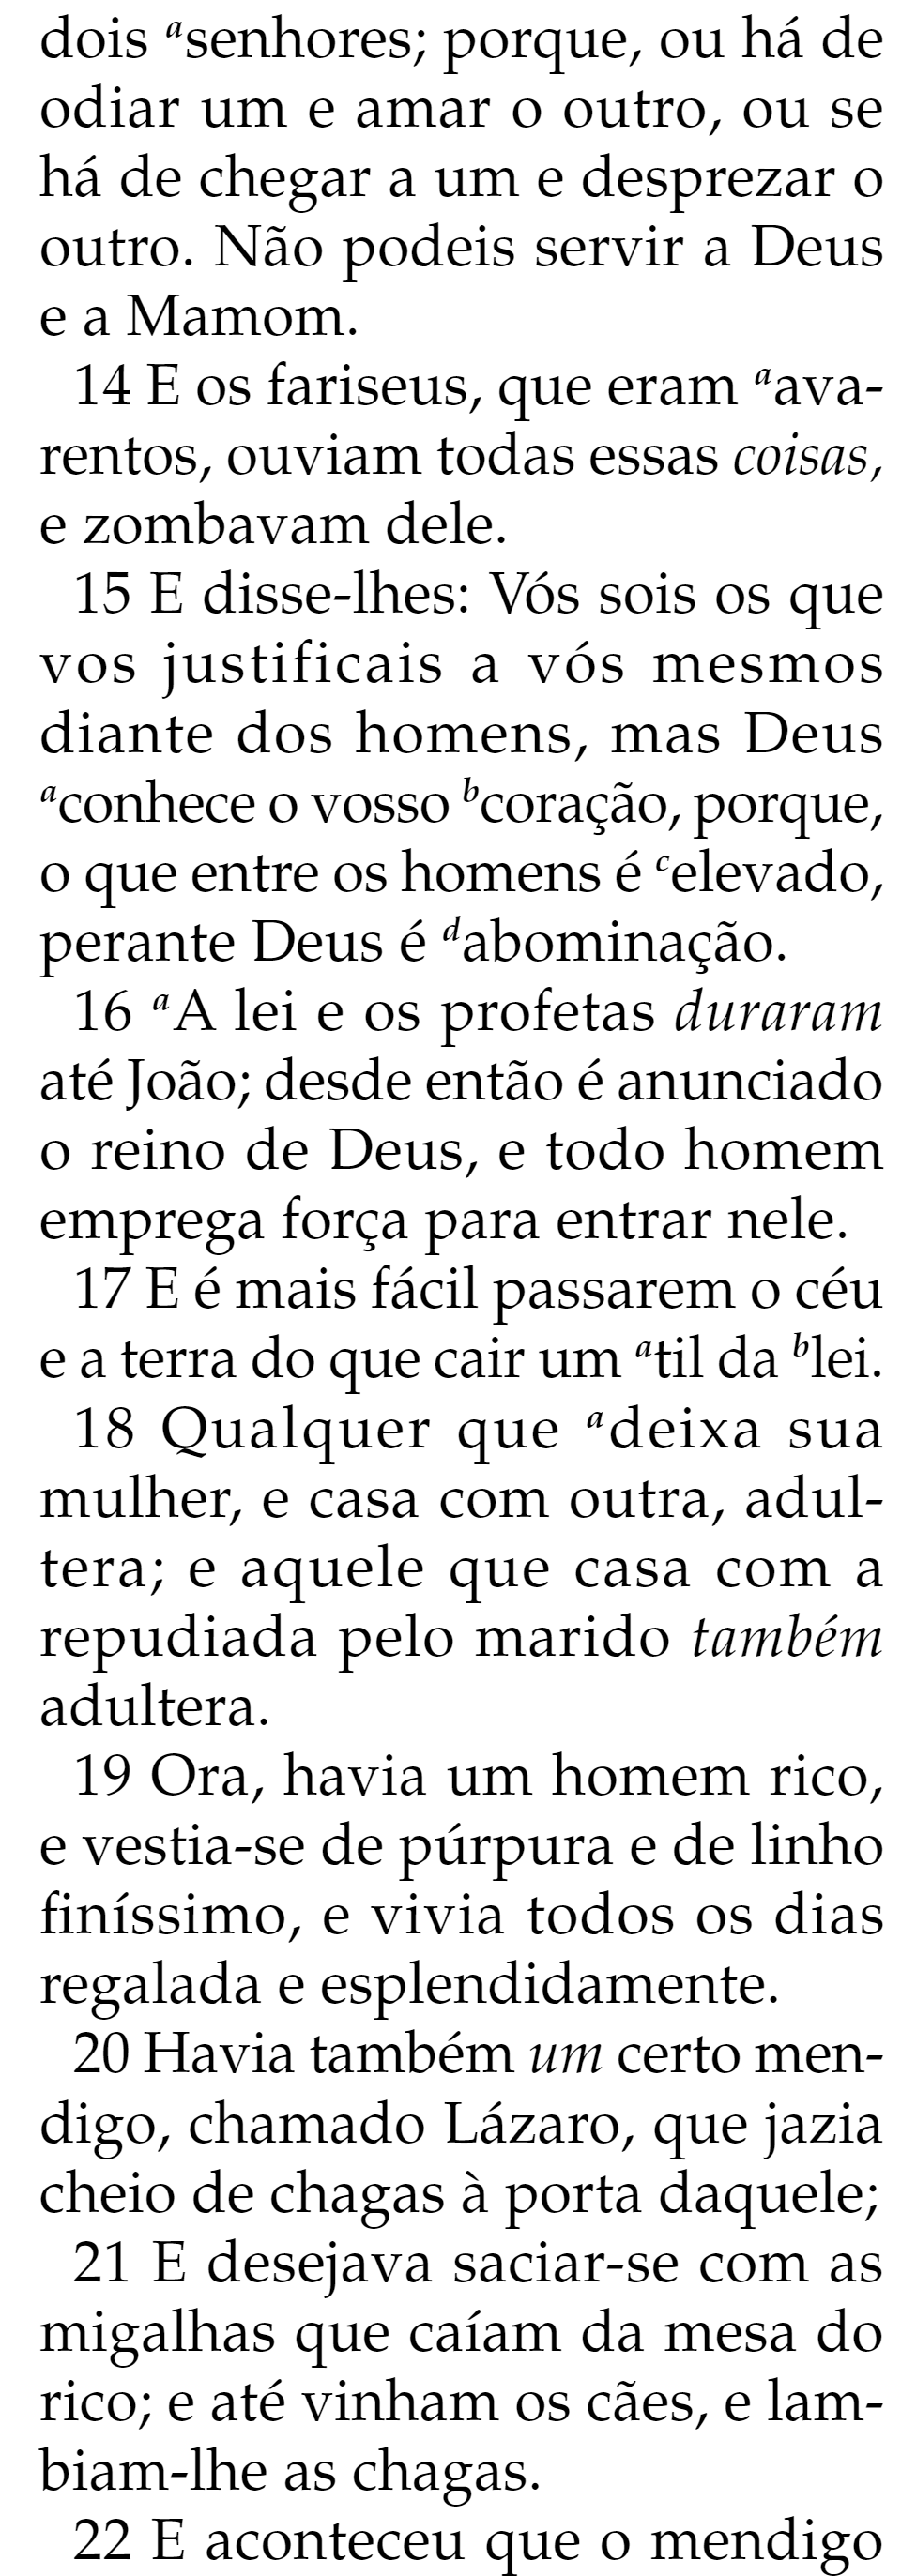 dois ᵃsenhores; porque, ou há de
odiar um e amar o outro, ou se
há de chegar a um e desprezar o
outro. Não podeis servir a Deus
e a Mamom.
14 E os fariseus, que eram ᵃava-
rentos, ouviam todas essas coisas,
e zombavam dele.
15 E disse-lhes: Vós sois os que
vos justificais a vós mesmos
diante dos homens, mas Deus
ᵃconhece o vosso ᵇcoração, porque,
o que entre os homens é ᶜelevado,
perante Deus é ᵈabominação.
16 ᵃA lei e os profetas duraram
até João; desde então é anunciado
o reino de Deus, e todo homem
emprega força para entrar nele.
17 E é mais fácil passarem o céu
e a terra do que cair um ᵃtil da ᵇlei.
18 Qualquer que ᵃdeixa sua
mulher, e casa com outra, adul-
tera; e aquele que casa com a
repudiada pelo marido também
adultera.
19 Ora, havia um homem rico,
e vestia-se de púrpura e de linho
finíssimo, e vivia todos os dias
regalada e esplendidamente.
20 Havia também um certo men-
digo, chamado Lázaro, que jazia
cheio de chagas à porta daquele;
21 E desejava saciar-se com as
migalhas que caíam da mesa do
rico; e até vinham os cães, e lam-
biam-lhe as chagas.
22 E aconteceu que o mendigo